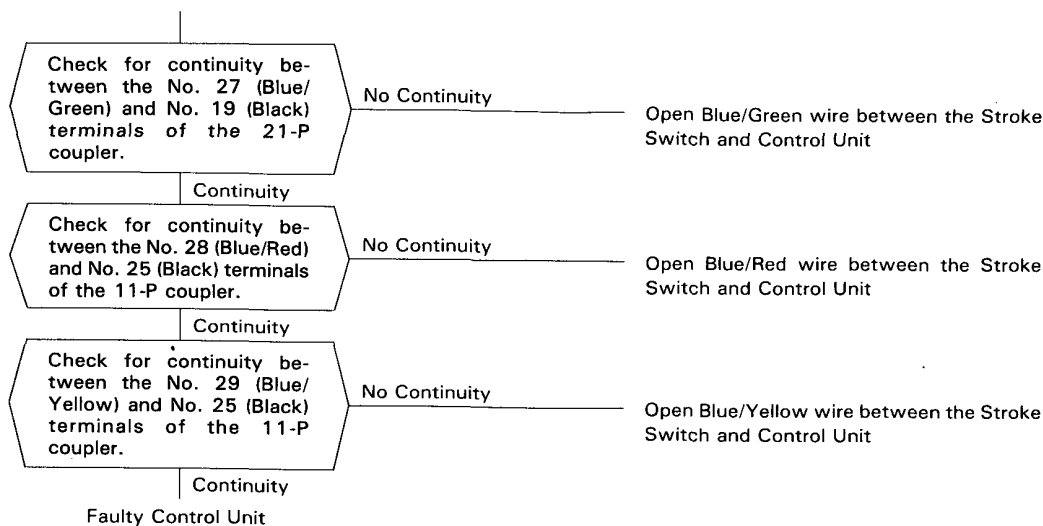 Check for continuity be-
tween the No. 27 (Blue/
Green) and No. 19 (Black)
terminals of the 21-P
coupler.
No Continuity
Open Blue/Green wire between the Stroke
Switch and Control Unit
Continuity
Check for continuity be-
tween the No. 28 (Blue/Red)
and No. 25 (Black) terminals
of the 11-P coupler.
No Continuity
Open Blue/Red wire between the Stroke
Switch and Control Unit
Continuity
Check for continuity be-
tween the No. 29 (Blue/
Yellow) and No. 25 (Black)
terminals of the 11-P
coupler.
No Continuity
Open Blue/Yellow wire between the Stroke
Switch and Control Unit
Continuity
Faulty Control Unit